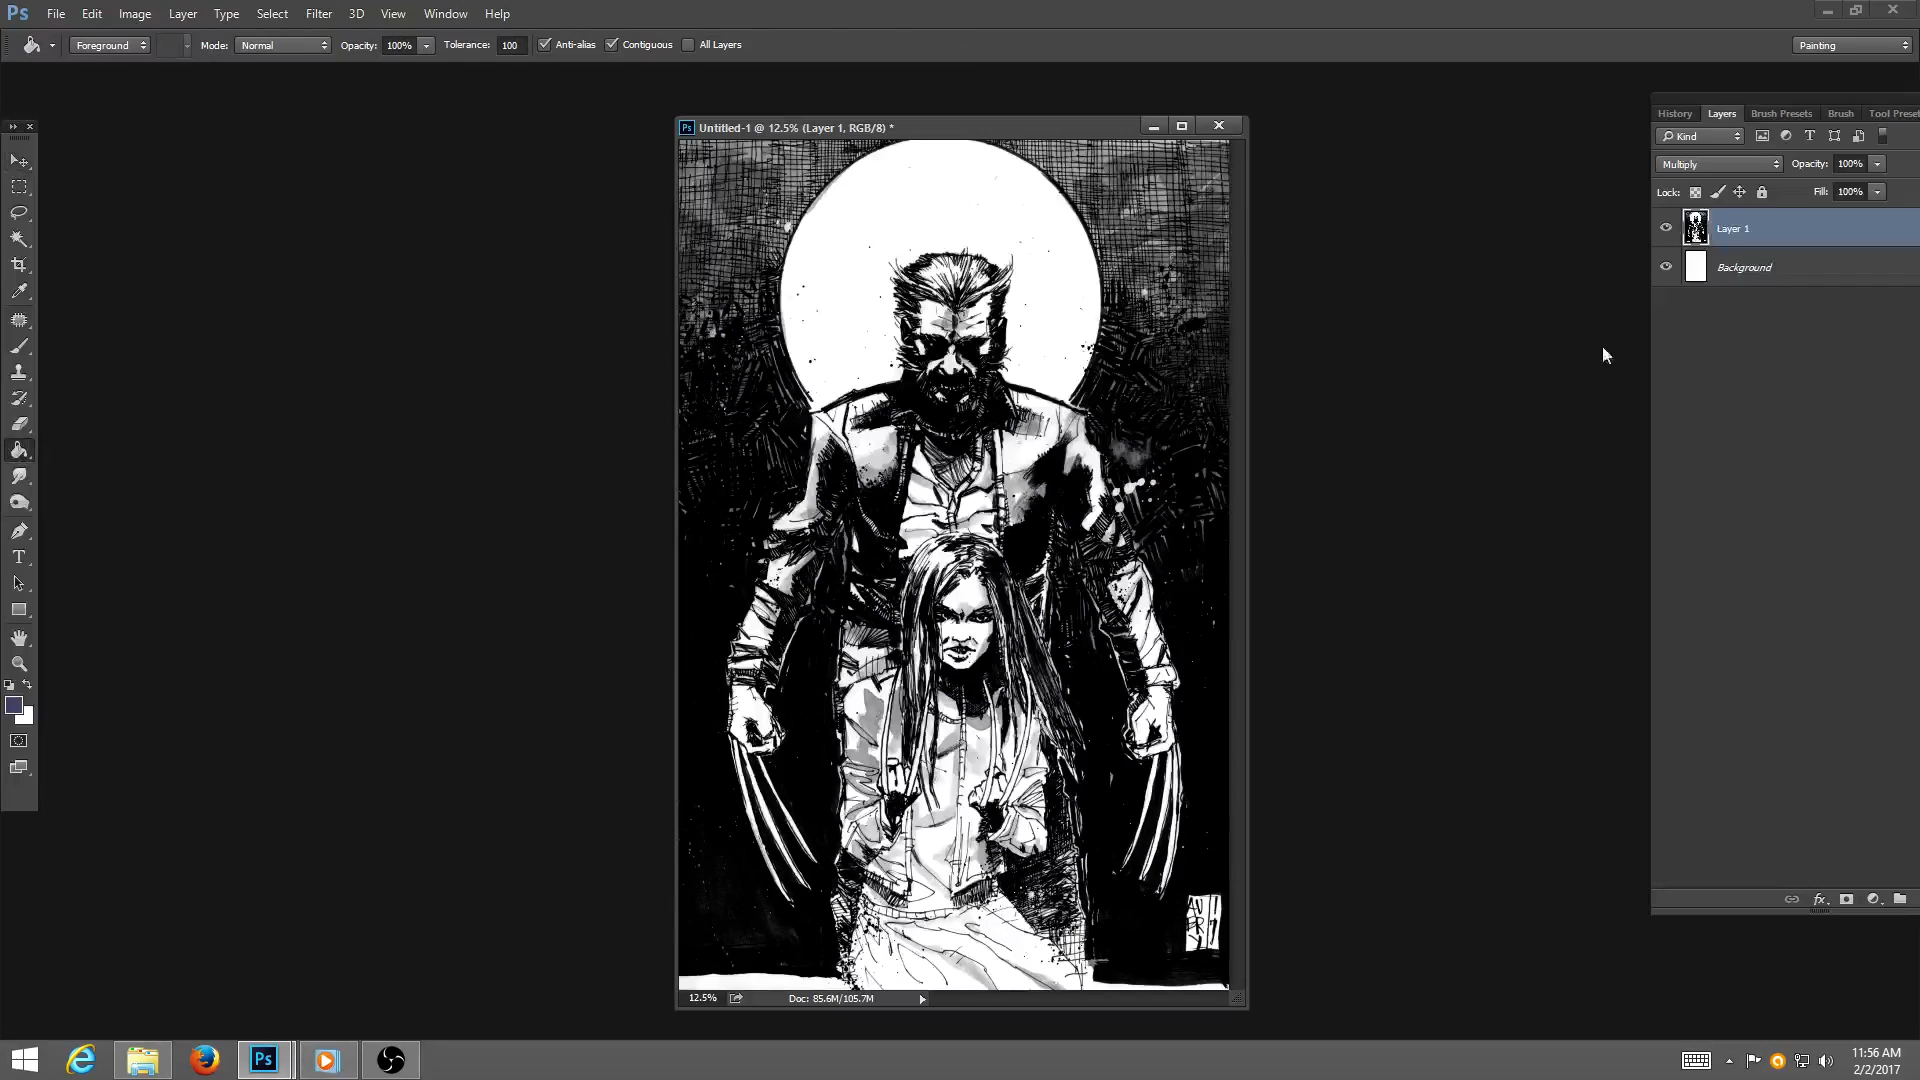 Ps File Edit Image Layer Type Select Filter 3D View Window Help
Foreground Mode: Normal Opacity: 100% Tolerance: 100 Anti-alias Contiguous All Layers Painting
Ps Untitled-1 @ 12.5% (Layer 1, RGB/8) *
History Layers Brush Presets Brush Tool Preset
Kind
Multiply Opacity: 100%
Lock: Fill: 100%
Layer 1
Background
T
fx
12.5% Doc: 85.6M/105.7M
Ps
11:56 AM
2/2/2017